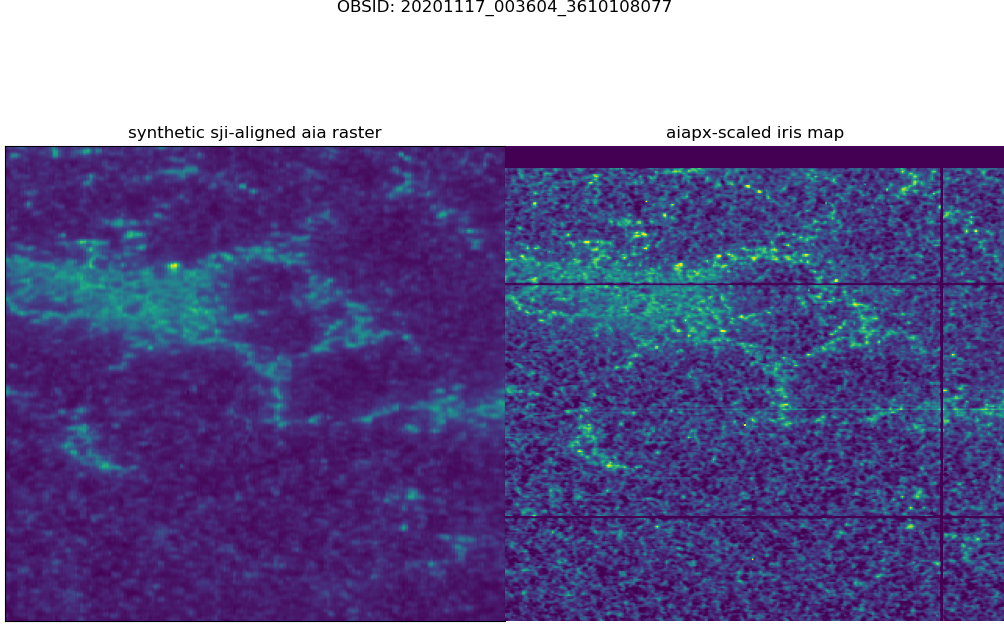 OBSID: 20201117_003604_3610108077
synthetic sji-aligned aia raster
aiapx-scaled iris map